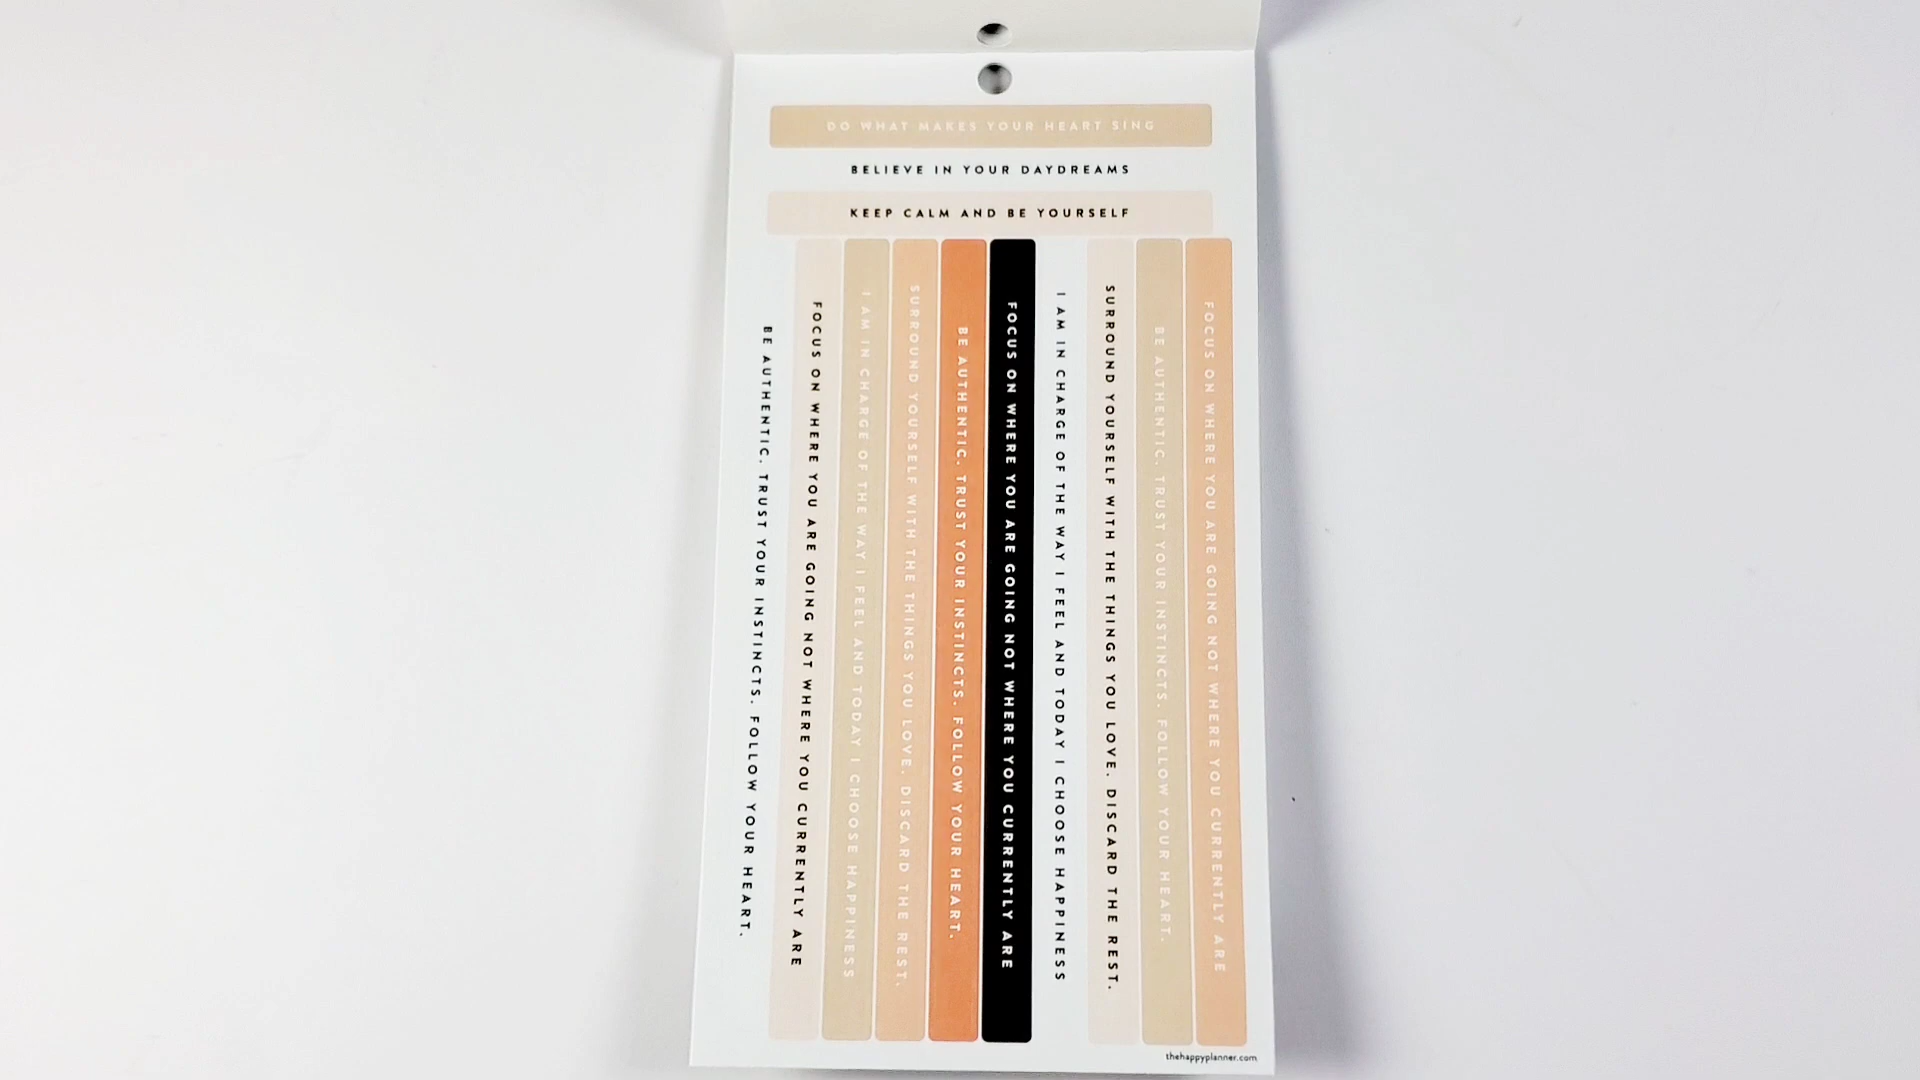 DO WHAT MAKES YOUR HEART SING
BELIEVE IN YOUR DAYDREAMS
KEEP CALM AND BE YOURSELF
BE AUTHENTIC. TRUST YOUR INSTINCTS. FOLLOW YOUR HEART.
FOCUS ON WHERE YOU ARE GOING NOT WHERE YOU CURRENTLY ARE
I AM IN CHARGE OF THE WAY I FEEL AND TODAY I CHOOSE HAPPINESS
SURROUND YOURSELF WITH THE THINGS YOU LOVE. DISCARD THE REST.
BE AUTHENTIC. TRUST YOUR INSTINCTS. FOLLOW YOUR HEART.
FOCUS ON WHERE YOU ARE GOING NOT WHERE YOU CURRENTLY ARE
I AM IN CHARGE OF THE WAY I FEEL AND TODAY I CHOOSE HAPPINESS
SURROUND YOURSELF WITH THE THINGS YOU LOVE. DISCARD THE REST.
BE AUTHENTIC. TRUST YOUR INSTINCTS. FOLLOW YOUR HEART.
FOCUS ON WHERE YOU ARE GOING NOT WHERE YOU CURRENTLY ARE
thehappyplanner.com